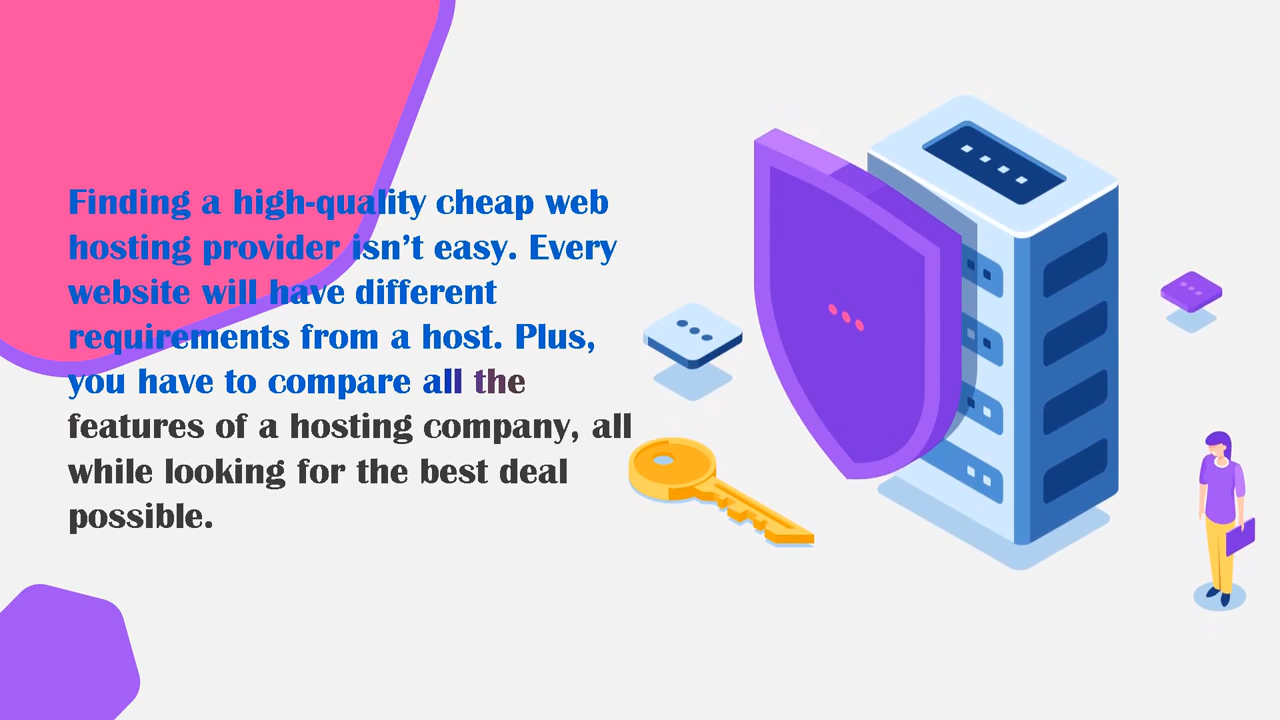 Finding a high-quality cheap web
hosting provider isn’t easy. Every
website will have different
requirements from a host. Plus,
you have to compare all the
features of a hosting company, all
while looking for the best deal
possible.